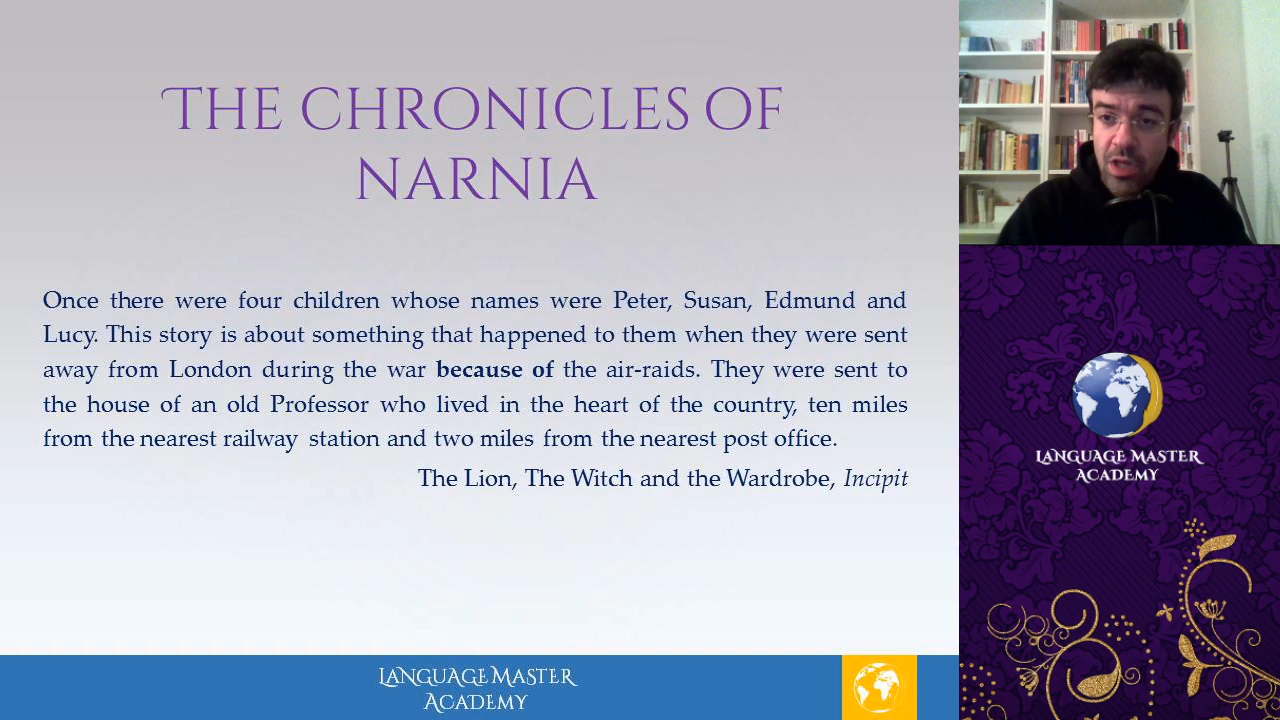 THE CHRONICLES OF
NARNIA
Once there were four children whose names were Peter, Susan, Edmund and
Lucy. This story is about something that happened to them when they were sent
away from London during the war because of the air-raids. They were sent to
the house of an old Professor who lived in the heart of the country, ten miles
from the nearest railway station and two miles from the nearest post office.
The Lion, The Witch and the Wardrobe, Incipit
LANGUAGE MASTER
ACADEMY
LANGUAGE MASTER
ACADEMY